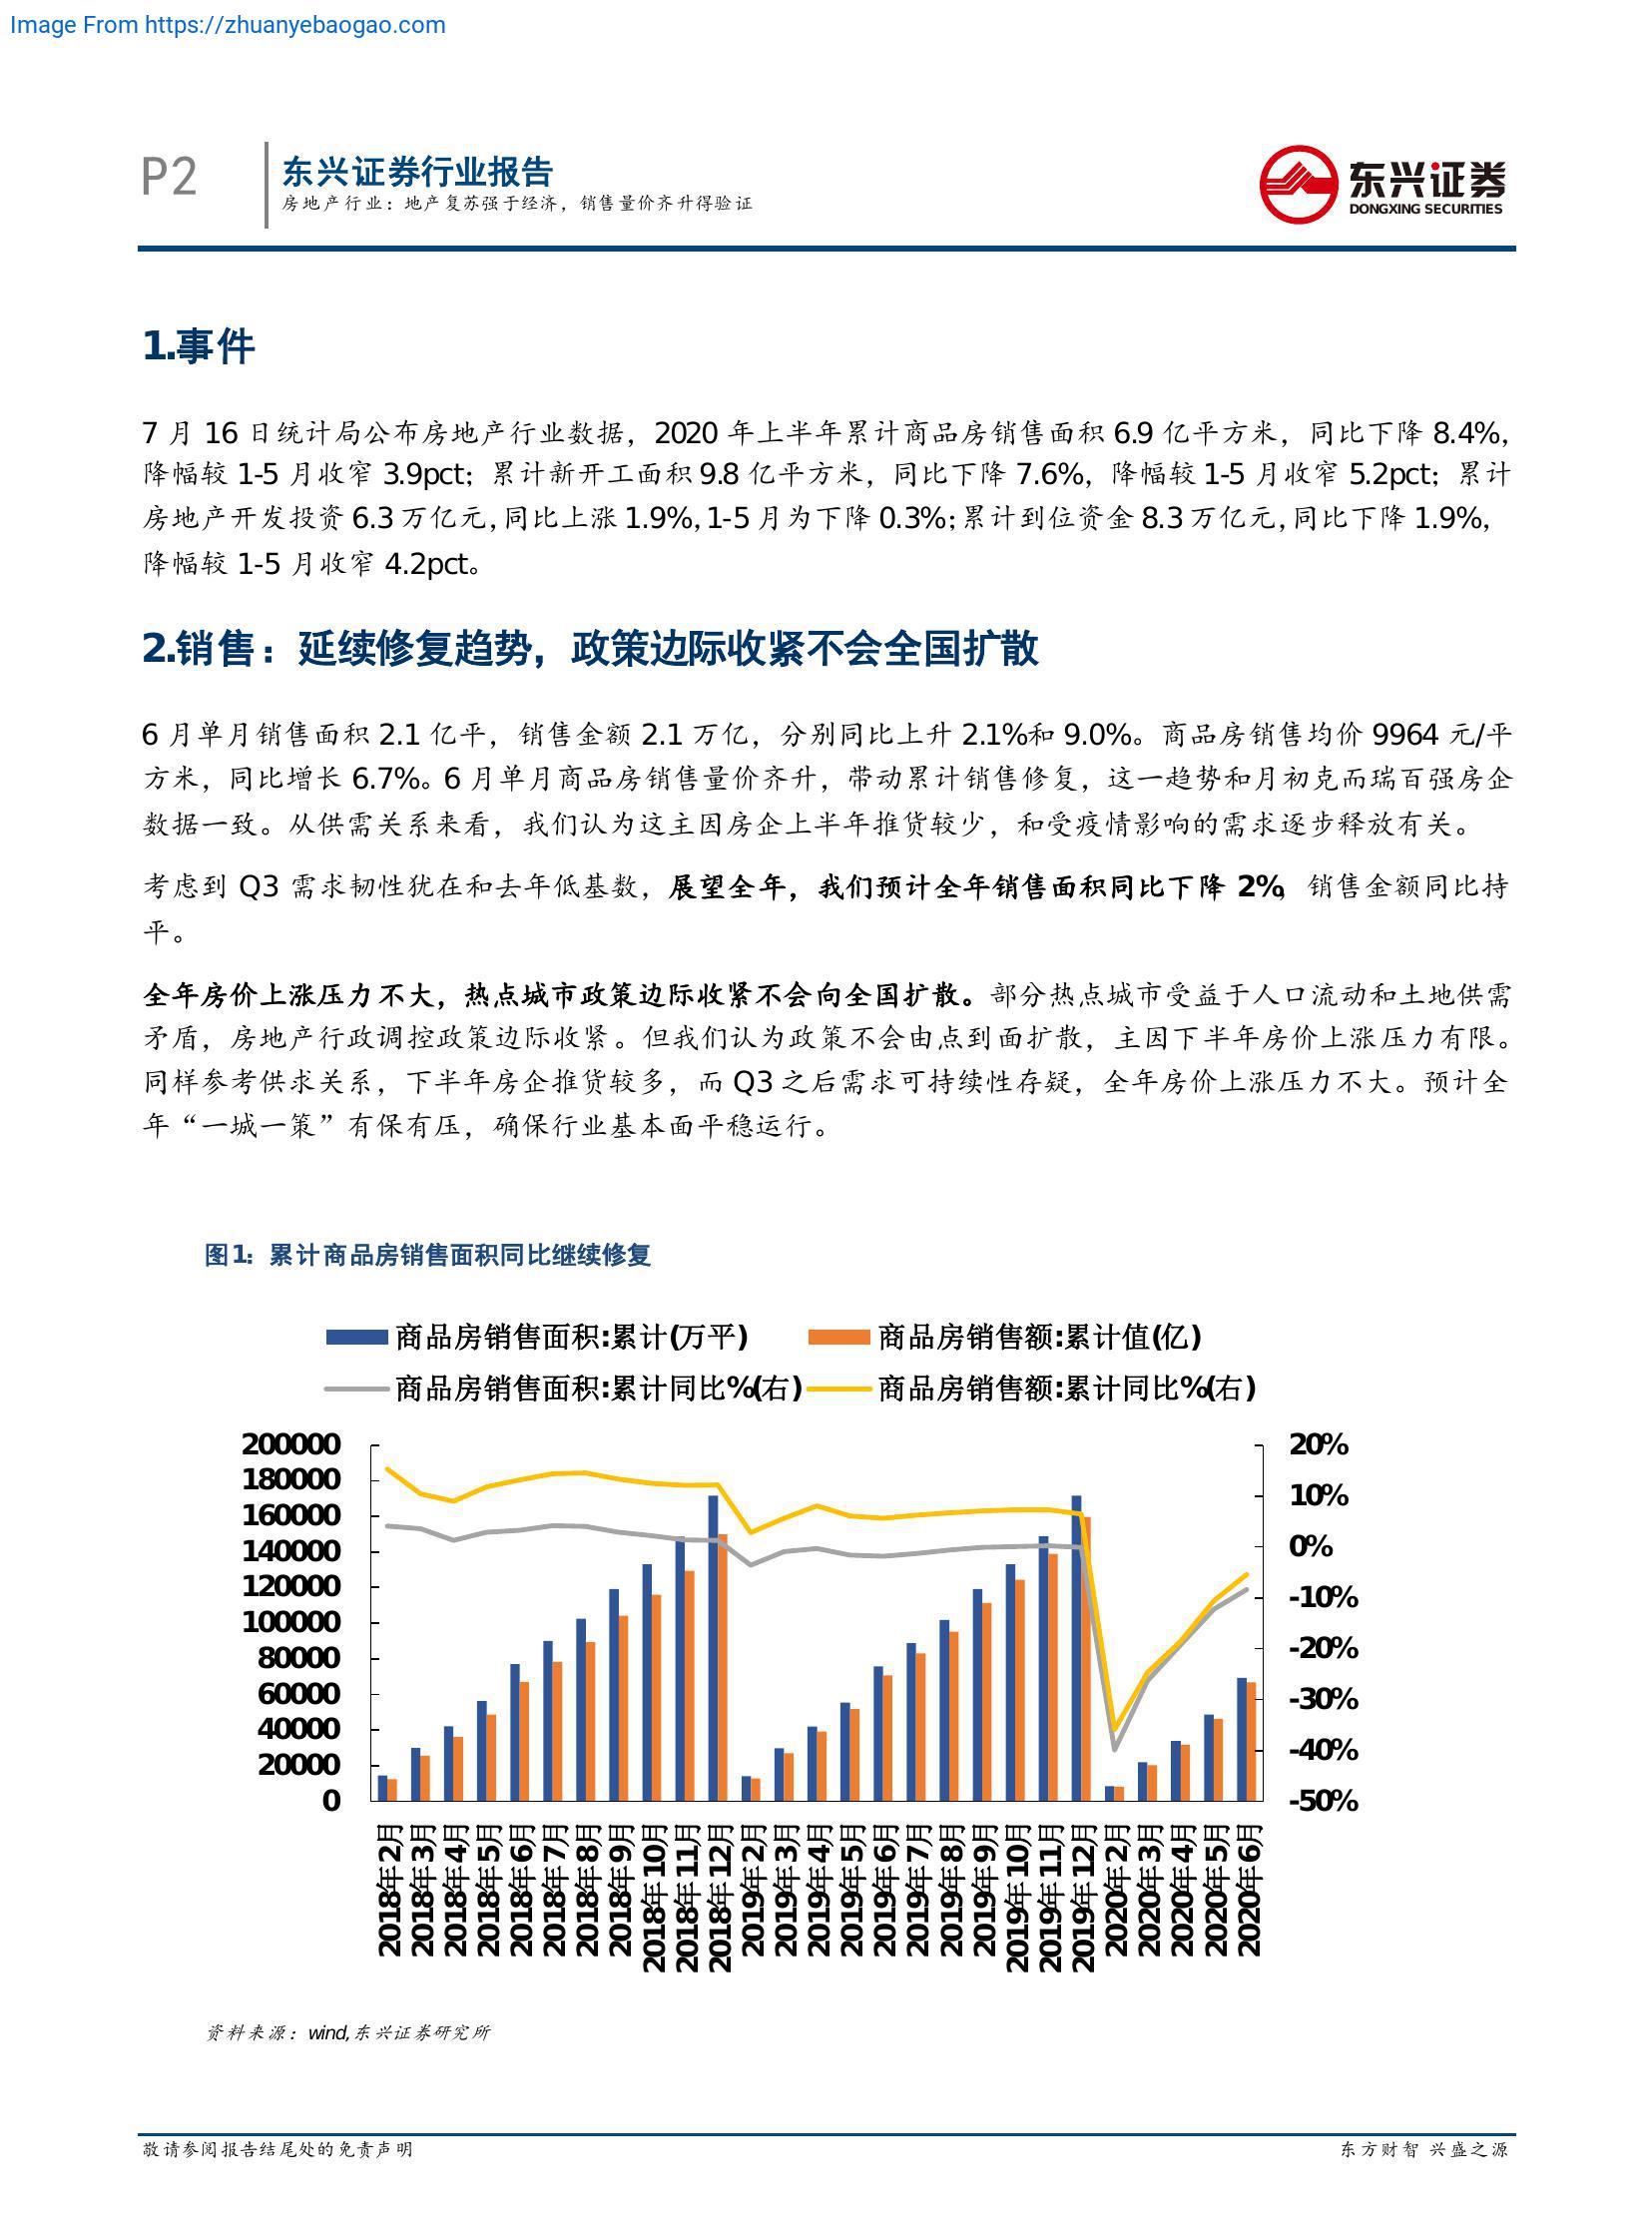 Image From https://zhuanyebaogao.com
P2
东兴证券行业报告
房地产行业：地产复苏强于经济，销售量价齐升得验证
东兴证券
DONGXING SECURITIES
1.事件
7 月 16 日统计局公布房地产行业数据，2020 年上半年累计商品房销售面积 6.9 亿平方米，同比下降 8.4%，
降幅较 1-5 月收窄 3.9pct；累计新开工面积 9.8 亿平方米，同比下降 7.6%，降幅较 1-5 月收窄 5.2pct；累计
房地产开发投资 6.3 万亿元，同比上涨 1.9%，1-5 月为下降 0.3%；累计到位资金 8.3 万亿元，同比下降 1.9%，
降幅较 1-5 月收窄 4.2pct。
2.销售：延续修复趋势，政策边际收紧不会全国扩散
6 月单月销售面积 2.1 亿平，销售金额 2.1 万亿，分别同比上升 2.1%和 9.0%。商品房销售均价 9964 元/平
方米，同比增长 6.7%。6 月单月商品房销售量价齐升，带动累计销售修复，这一趋势和月初克而瑞百强房企
数据一致。从供需关系来看，我们认为这主因房企上半年推货较少，和受疫情影响的需求逐步释放有关。
考虑到 Q3 需求韧性犹在和去年低基数，展望全年，我们预计全年销售面积同比下降 2%，销售金额同比持
平。
全年房价上涨压力不大，热点城市政策边际收紧不会向全国扩散。部分热点城市受益于人口流动和土地供需
矛盾，房地产行政调控政策边际收紧。但我们认为政策不会由点到面扩散，主因下半年房价上涨压力有限。
同样参考供求关系，下半年房企推货较多，而 Q3 之后需求可持续性存疑，全年房价上涨压力不大。预计全
年“一城一策”有保有压，确保行业基本面平稳运行。
图1：累计商品房销售面积同比继续修复
商品房销售面积:累计(万平)
商品房销售额:累计值(亿)
商品房销售面积:累计同比%(右)
商品房销售额:累计同比%(右)
200000
180000
160000
140000
120000
100000
80000
60000
40000
20000
0
20%
10%
0%
-10%
-20%
-30%
-40%
-50%
2018年2月
2018年3月
2018年4月
2018年5月
2018年6月
2018年7月
2018年8月
2018年9月
2018年10月
2018年11月
2018年12月
2019年2月
2019年3月
2019年4月
2019年5月
2019年6月
2019年7月
2019年8月
2019年9月
2019年10月
2019年11月
2019年12月
2020年2月
2020年3月
2020年4月
2020年5月
2020年6月
资料来源：wind,东兴证券研究所
敬请参阅报告结尾处的免责声明
东方财智 兴盛之源